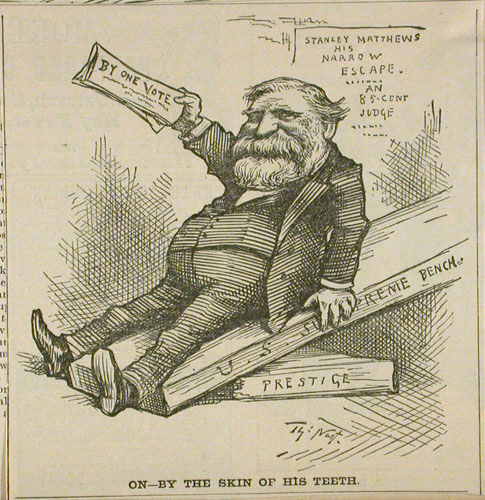 STANLEY MATTHEWS
HIS
NARROW
ESCAPE.
AN
85-CENT
JUDGE
BY ONE VOTE
U.S. SUPREME BENCH.
PRESTIGE
Th: Nast.
ON—BY THE SKIN OF HIS TEETH.